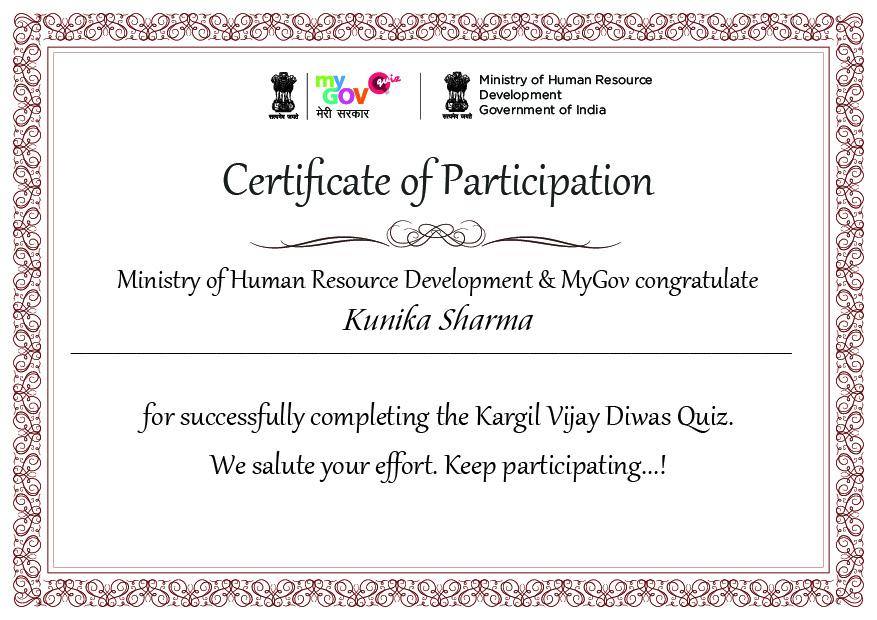 सत्यमेव जयते
my
GOV
quiz
मेरी सरकार
सत्यमेव जयते
Ministry of Human Resource
Development
Government of India
Certificate of Participation
Ministry of Human Resource Development & MyGov congratulate
Kunika Sharma
for successfully completing the Kargil Vijay Diwas Quiz.
We salute your effort. Keep participating...!